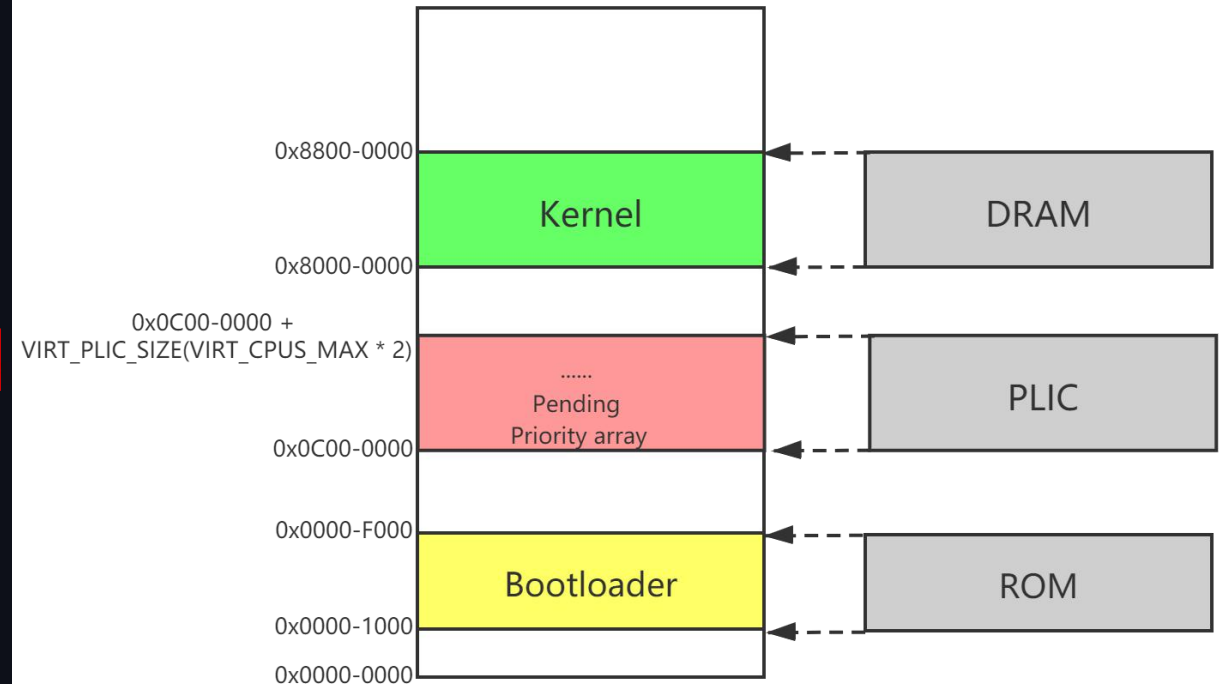 0x8800-0000
Kernel
DRAM
0x8000-0000
0x0C00-0000 +
VIRT_PLIC_SIZE(VIRT_CPUS_MAX * 2)
......
Pending
Priority array
PLIC
0x0C00-0000
0x0000-F000
Bootloader
ROM
0x0000-1000
0x0000-0000